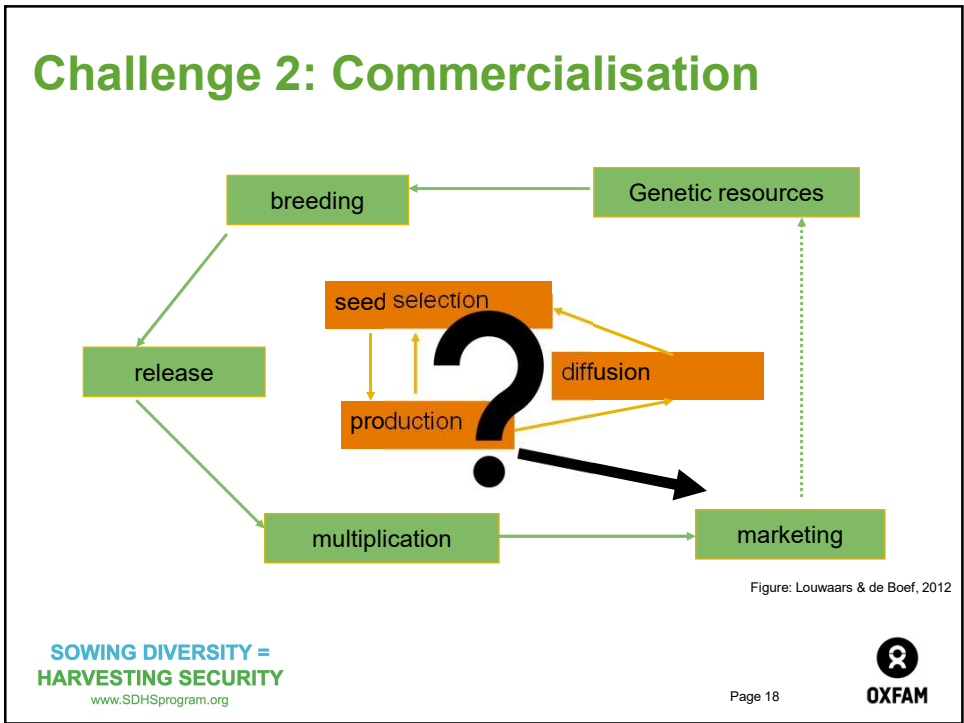 Challenge 2: Commercialisation
breeding
Genetic resources
seed selection
release
diffusion
production
?
multiplication
marketing
Figure: Louwaars & de Boef, 2012
SOWING DIVERSITY =
HARVESTING SECURITY
www.SDHSprogram.org
Page 18
OXFAM